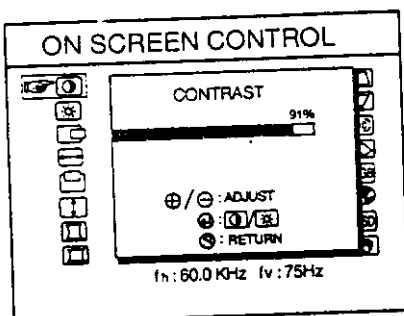 ON SCREEN CONTROL
CONTRAST
91%
⊕/⊖ : ADJUST
: RETURN
fh : 60.0 KHz fv : 75Hz